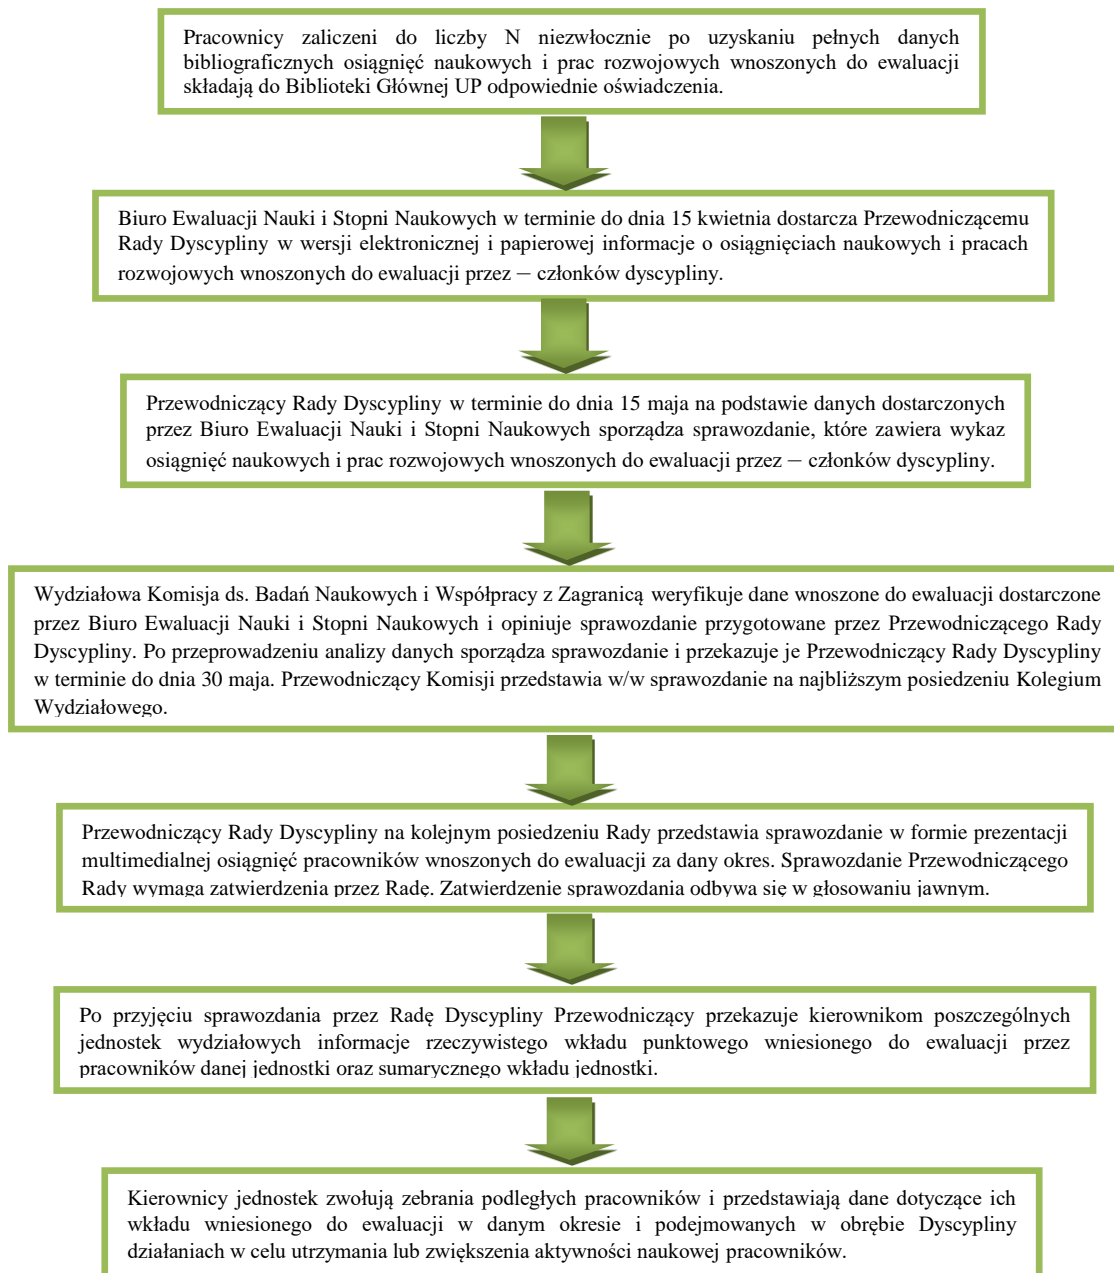 Pracownicy zaliczeni do liczby N niezwłocznie po uzyskaniu pełnych danych
bibliograficznych osiągnięć naukowych i prac rozwojowych wnoszonych do ewaluacji
składają do Biblioteki Głównej UP odpowiednie oświadczenia.
Biuro Ewaluacji Nauki i Stopni Naukowych w terminie do dnia 15 kwietnia dostarcza Przewodniczącemu
Rady Dyscypliny w wersji elektronicznej i papierowej informacje o osiągnięciach naukowych i pracach
rozwojowych wnoszonych do ewaluacji przez – członków dyscypliny.
Przewodniczący Rady Dyscypliny w terminie do dnia 15 maja na podstawie danych dostarczonych
przez Biuro Ewaluacji Nauki i Stopni Naukowych sporządza sprawozdanie, które zawiera wykaz
osiągnięć naukowych i prac rozwojowych wnoszonych do ewaluacji przez – członków dyscypliny.
Wydziałowa Komisja ds. Badań Naukowych i Współpracy z Zagranicą weryfikuje dane wnoszone do ewaluacji dostarczone
przez Biuro Ewaluacji Nauki i Stopni Naukowych i opiniuje sprawozdanie przygotowane przez Przewodniczącego Rady
Dyscypliny. Po przeprowadzeniu analizy danych sporządza sprawozdanie i przekazuje je Przewodniczący Rady Dyscypliny
w terminie do dnia 30 maja. Przewodniczący Komisji przedstawia w/w sprawozdanie na najbliższym posiedzeniu Kolegium
Wydziałowego.
Przewodniczący Rady Dyscypliny na kolejnym posiedzeniu Rady przedstawia sprawozdanie w formie prezentacji
multimedialnej osiągnięć pracowników wnoszonych do ewaluacji za dany okres. Sprawozdanie Przewodniczącego
Rady wymaga zatwierdzenia przez Radę. Zatwierdzenie sprawozdania odbywa się w głosowaniu jawnym.
Po przyjęciu sprawozdania przez Radę Dyscypliny Przewodniczący przekazuje kierownikom poszczególnych
jednostek wydziałowych informacje rzeczywistego wkładu punktowego wniesionego do ewaluacji przez
pracowników danej jednostki oraz sumarycznego wkładu jednostki.
Kierownicy jednostek zwołują zebrania podległych pracowników i przedstawiają dane dotyczące ich
wkładu wniesionego do ewaluacji w danym okresie i podejmowanych w obrębie Dyscypliny
działaniach w celu utrzymania lub zwiększenia aktywności naukowej pracowników.